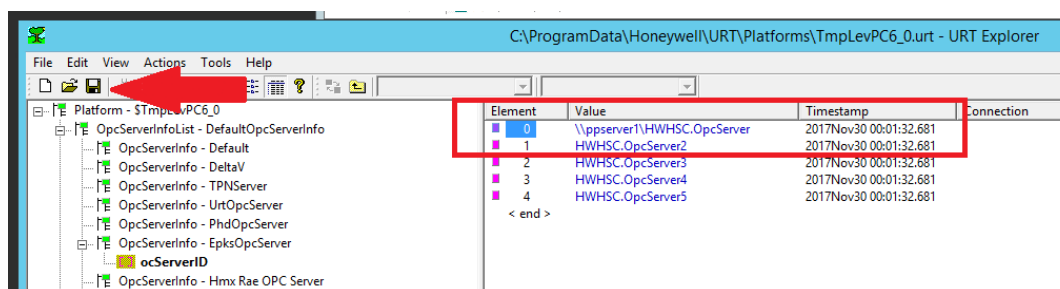 C:\ProgramData\Honeywell\URT\Platforms\TmpLevPC6_0.urt - URT Explorer
File Edit View Actions Tools Help
Platform - $TmpLevPC6_0
OpcServerInfoList - DefaultOpcServerInfo
OpcServerInfo - Default
OpcServerInfo - DeltaV
OpcServerInfo - TPNServer
OpcServerInfo - UrtOpcServer
OpcServerInfo - PhdOpcServer
OpcServerInfo - EpksOpcServer
ocServerID
OpcServerInfo - Hmx Rae OPC Server
Element Value Timestamp Connection
0 \\ppserver1\HWHSC.OpcServer 2017Nov30 00:01:32.681
1 HWHSC.OpcServer2 2017Nov30 00:01:32.681
2 HWHSC.OpcServer3 2017Nov30 00:01:32.681
3 HWHSC.OpcServer4 2017Nov30 00:01:32.681
4 HWHSC.OpcServer5 2017Nov30 00:01:32.681
< end >